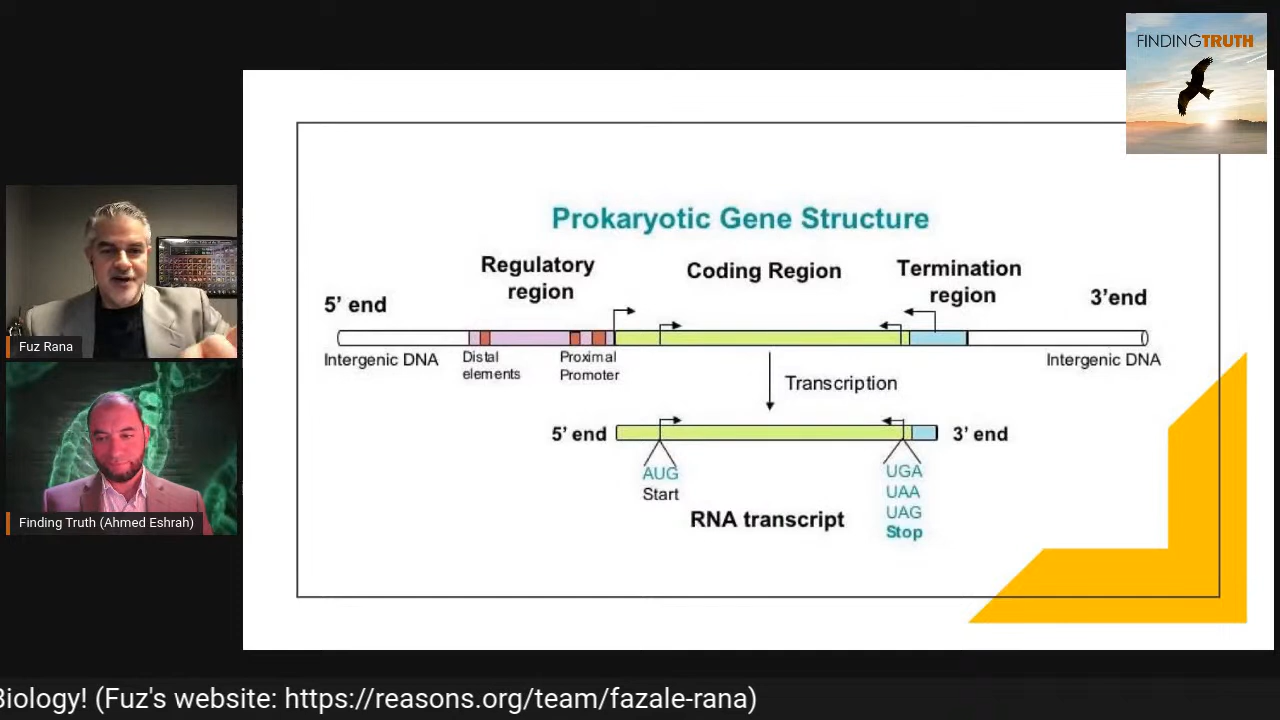 FINDINGTRUTH
Prokaryotic Gene Structure
Regulatory
region
Coding Region
Termination
region
5' end
3'end
Intergenic DNA
Distal
elements
Proximal
Promoter
Intergenic DNA
Transcription
5' end
3' end
AUG
Start
UGA
UAA
UAG
Stop
RNA transcript
Fuz Rana
Finding Truth (Ahmed Eshrah)
Biology! (Fuz's website: https://reasons.org/team/fazale-rana)